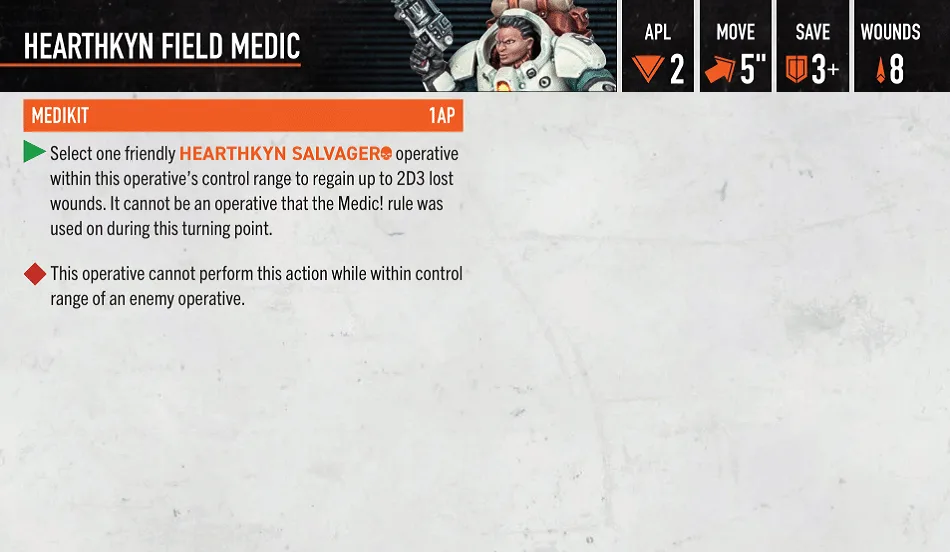 HEARTHKYN FIELD MEDIC
APL
2
MOVE
5"
SAVE
3+
WOUNDS
8
MEDIKIT 1AP
Select one friendly HEARTHKYN SALVAGER operative
within this operative's control range to regain up to 2D3 lost
wounds. It cannot be an operative that the Medic! rule was
used on during this turning point.
This operative cannot perform this action while within control
range of an enemy operative.